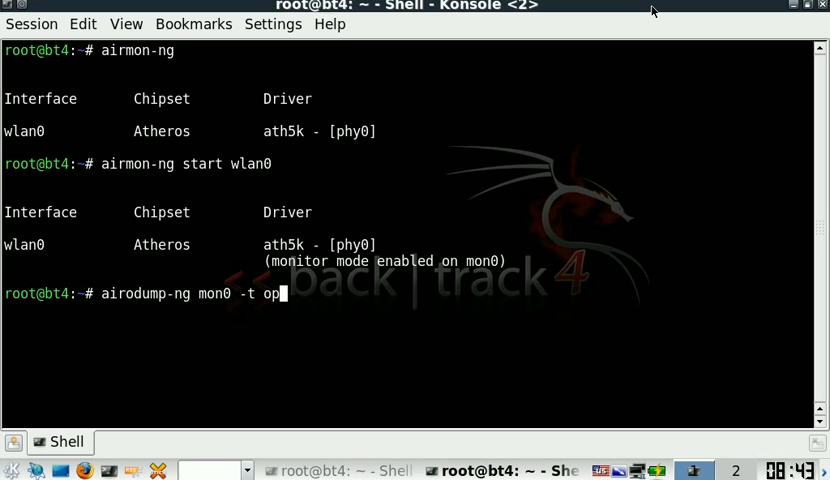 root@bt4: ~ - Shell - Konsole <2>
Session Edit View Bookmarks Settings Help
root@bt4:~# airmon-ng
Interface Chipset Driver
wlan0 Atheros ath5k - [phy0]
root@bt4:~# airmon-ng start wlan0
Interface Chipset Driver
wlan0 Atheros ath5k - [phy0]
(monitor mode enabled on mon0)
<< back | track 4
root@bt4:~# airodump-ng mon0 -t op
Shell
root@bt4: ~ - Shell
root@bt4: ~ - She
2
08:43